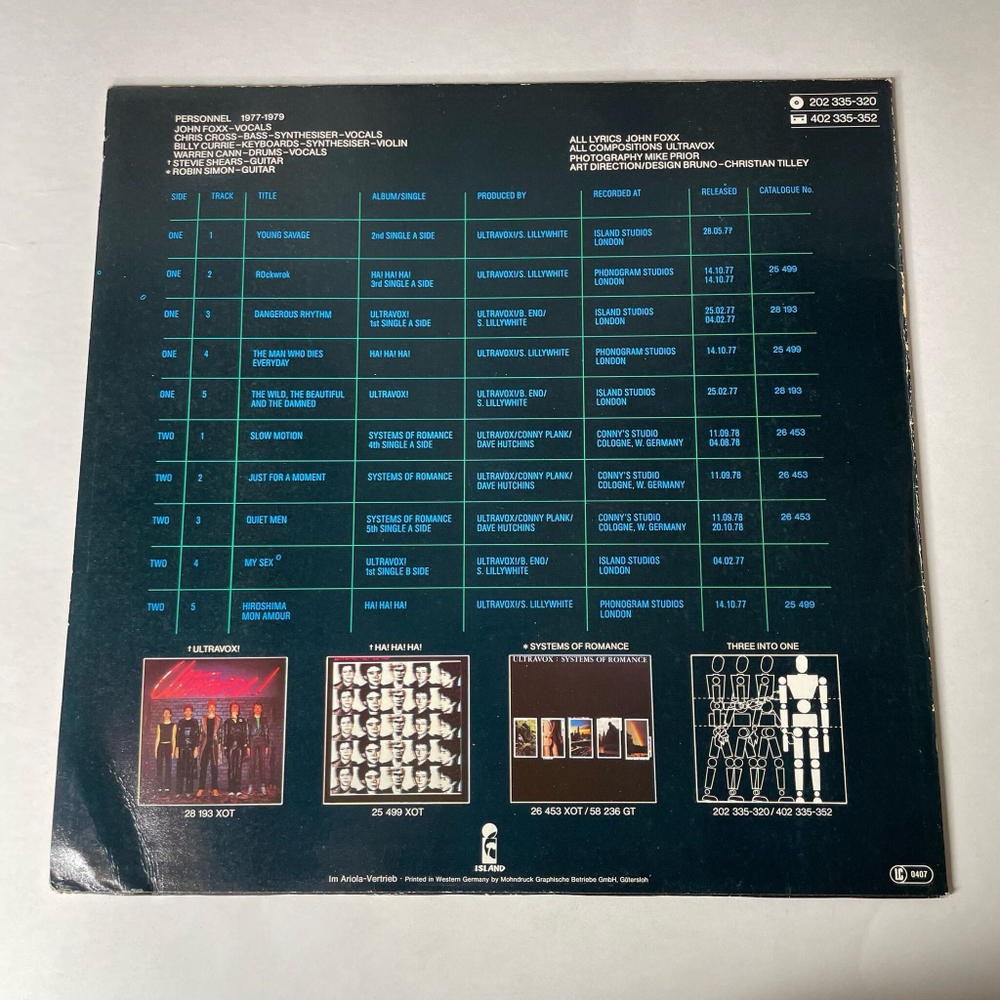 202 335-320
402 335-352
PERSONNEL 1977-1979
JOHN FOXX–VOCALS
CHRIS CROSS–BASS–SYNTHESISER–VOCALS
BILLY CURRIE–KEYBOARDS–SYNTHESISER–VIOLIN
WARREN CANN–DRUMS–VOCALS
† STEVIE SHEARS–GUITAR
* ROBIN SIMON–GUITAR
ALL LYRICS JOHN FOXX
ALL COMPOSITIONS ULTRAVOX
PHOTOGRAPHY MIKE PRIOR
ART DIRECTION/DESIGN BRUNO–CHRISTIAN TILLEY
SIDE TRACK TITLE ALBUM/SINGLE PRODUCED BY RECORDED AT RELEASED CATALOGUE No.
ONE 1 YOUNG SAVAGE 2nd SINGLE A SIDE ULTRAVOX!/S. LILLYWHITE ISLAND STUDIOS 28.05.77
LONDON
ONE 2 ROckwrok HA! HA! HA! ULTRAVOX!/S. LILLYWHITE PHONOGRAM STUDIOS 14.10.77 25 499
3rd SINGLE A SIDE LONDON 14.10.77
ONE 3 DANGEROUS RHYTHM ULTRAVOX! ULTRAVOX!/B. ENO/ ISLAND STUDIOS 25.02.77 28 193
1st SINGLE A SIDE S. LILLYWHITE LONDON 04.02.77
ONE 4 THE MAN WHO DIES HA! HA! HA! ULTRAVOX!/S. LILLYWHITE PHONOGRAM STUDIOS 14.10.77 25 499
EVERYDAY LONDON
ONE 5 THE WILD, THE BEAUTIFUL ULTRAVOX! ULTRAVOX!/B. ENO/ ISLAND STUDIOS 25.02.77 28 193
AND THE DAMNED S. LILLYWHITE LONDON
TWO 1 SLOW MOTION SYSTEMS OF ROMANCE ULTRAVOX/CONNY PLANK/ CONNY'S STUDIO 11.09.78 26 453
4th SINGLE A SIDE DAVE HUTCHINS COLOGNE, W. GERMANY 04.08.78
TWO 2 JUST FOR A MOMENT SYSTEMS OF ROMANCE ULTRAVOX/CONNY PLANK/ CONNY'S STUDIO 11.09.78 26 453
DAVE HUTCHINS COLOGNE, W. GERMANY
TWO 3 QUIET MEN SYSTEMS OF ROMANCE ULTRAVOX/CONNY PLANK/ CONNY'S STUDIO 11.09.78 26 453
5th SINGLE A SIDE DAVE HUTCHINS COLOGNE, W. GERMANY 20.10.78
TWO 4 MY SEX ULTRAVOX! ULTRAVOX!/B. ENO/ ISLAND STUDIOS 04.02.77
1st SINGLE B SIDE S. LILLYWHITE LONDON
TWO 5 HIROSHIMA HA! HA! HA! ULTRAVOX!/S. LILLYWHITE PHONOGRAM STUDIOS 14.10.77 25 499
MON AMOUR LONDON
† ULTRAVOX! † HA! HA! HA! * SYSTEMS OF ROMANCE THREE INTO ONE
Ultravox!
ULTRAVOX : SYSTEMS OF ROMANCE
28 193 XOT 25 499 XOT 26 453 XOT / 58 236 GT 202 335-320 / 402 335-352
ISLAND
Im Ariola-Vertrieb · Printed in West Germany by Mohndruck Graphische Betriebe GmbH, Gütersloh
LC 0407